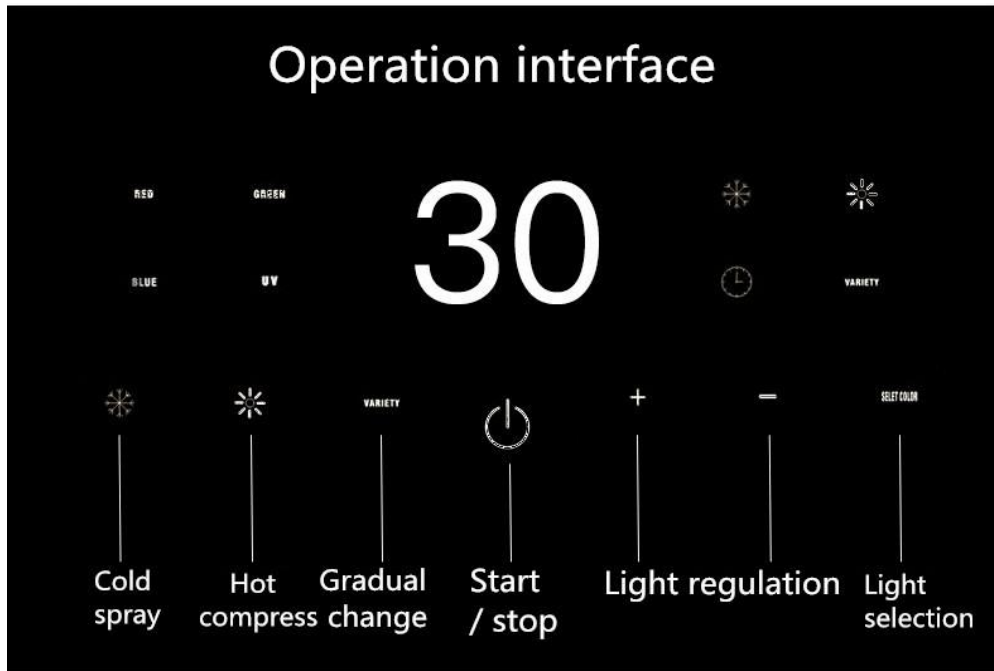 Operation interface
RED GREEN
30
BLUE UV
VARIETY
VARIETY
+ −
SELET COLOR
Cold spray
Hot compress
Gradual change
Start / stop
Light regulation
Light selection